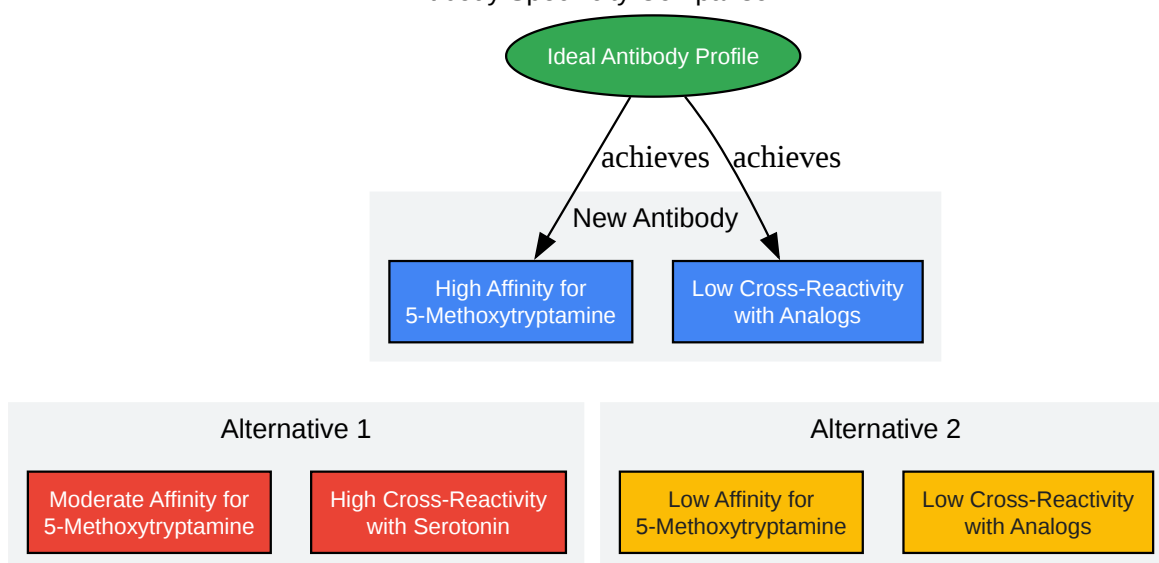 Ideal Antibody Profile
achieves achieves
New Antibody
High Affinity for
5-Methoxytryptamine
Low Cross-Reactivity
with Analogs
Alternative 1
Moderate Affinity for
5-Methoxytryptamine
High Cross-Reactivity
with Serotonin
Alternative 2
Low Affinity for
5-Methoxytryptamine
Low Cross-Reactivity
with Analogs